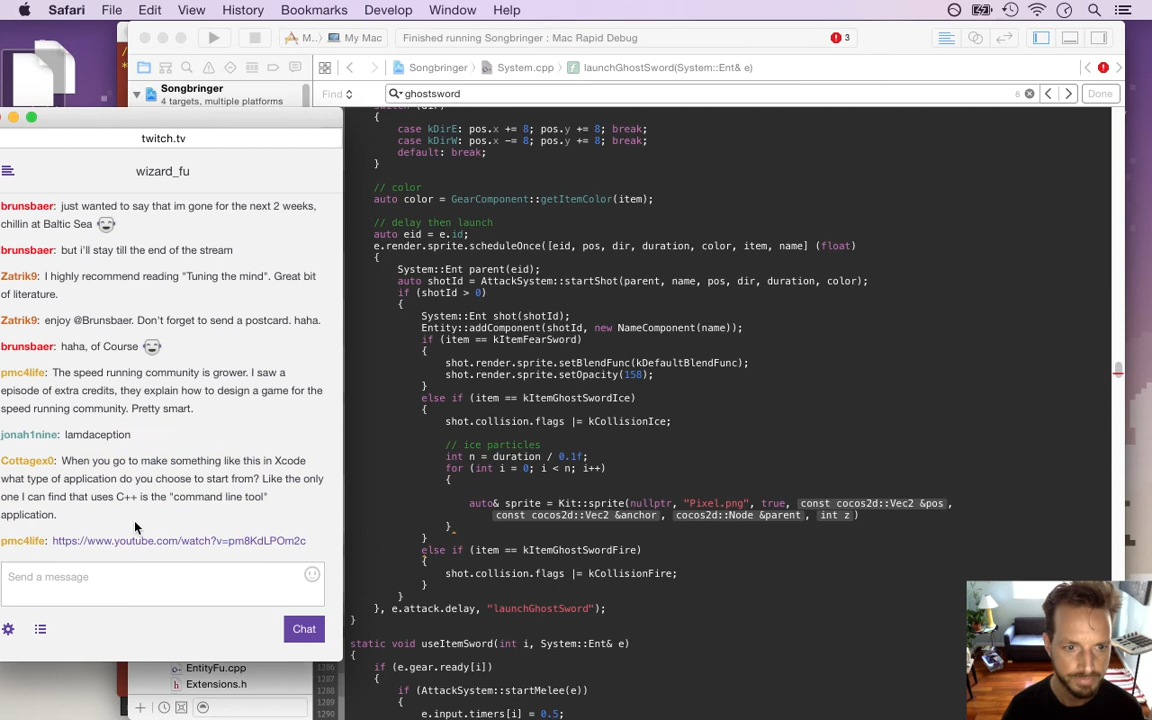 Safari File Edit View History Bookmarks Develop Window Help
M.. My Mac Finished running Songbringer : Mac Rapid Debug 3
Songbringer System.cpp launchGhostSword(System::Ent& e)
Songbringer
4 targets, multiple platforms
Find ghostsword 8 Done
twitch.tv
wizard_fu
brunsbaer: just wanted to say that im gone for the next 2 weeks,
chillin at Baltic Sea
brunsbaer: but i'll stay till the end of the stream
Zatrik9: I highly recommend reading "Tuning the mind". Great bit
of literature.
Zatrik9: enjoy @Brunsbaer. Don't forget to send a postcard. haha.
brunsbaer: haha, of Course
pmc4life: The speed running community is grower. I saw a
episode of extra credits, they explain how to design a game for the
speed running community. Pretty smart.
jonah1nine: lamdaception
Cottagex0: When you go to make something like this in Xcode
what type of application do you choose to start from? Like the only
one I can find that uses C++ is the "command line tool"
application.
pmc4life: https://www.youtube.com/watch?v=pm8KdLPOm2c
Send a message
Chat
EntityFu.cpp
Extensions.h
switch (dir)
{
case kDirE: pos.x += 8; pos.y += 8; break;
case kDirW: pos.x -= 8; pos.y += 8; break;
default: break;
}
// color
auto color = GearComponent::getItemColor(item);
// delay then launch
auto eid = e.id;
e.render.sprite.scheduleOnce([eid, pos, dir, duration, color, item, name] (float)
{
System::Ent parent(eid);
auto shotId = AttackSystem::startShot(parent, name, pos, dir, duration, color);
if (shotId > 0)
{
System::Ent shot(shotId);
Entity::addComponent(shotId, new NameComponent(name));
if (item == kItemFearSword)
{
shot.render.sprite.setBlendFunc(kDefaultBlendFunc);
shot.render.sprite.setOpacity(158);
}
else if (item == kItemGhostSwordIce)
{
shot.collision.flags |= kCollisionIce;
// ice particles
int n = duration / 0.1f;
for (int i = 0; i < n; i++)
{
auto& sprite = Kit::sprite(nullptr, "Pixel.png", true, const cocos2d::Vec2 &pos,
const cocos2d::Vec2 &anchor, cocos2d::Node &parent, int z)
}
}
else if (item == kItemGhostSwordFire)
{
shot.collision.flags |= kCollisionFire;
}
}
}, e.attack.delay, "launchGhostSword");
}
static void useItemSword(int i, System::Ent& e)
{
1286 if (e.gear.ready[i])
1287 {
1288 if (AttackSystem::startMelee(e))
1289 {
1290 e.input.timers[i] = 0.5;